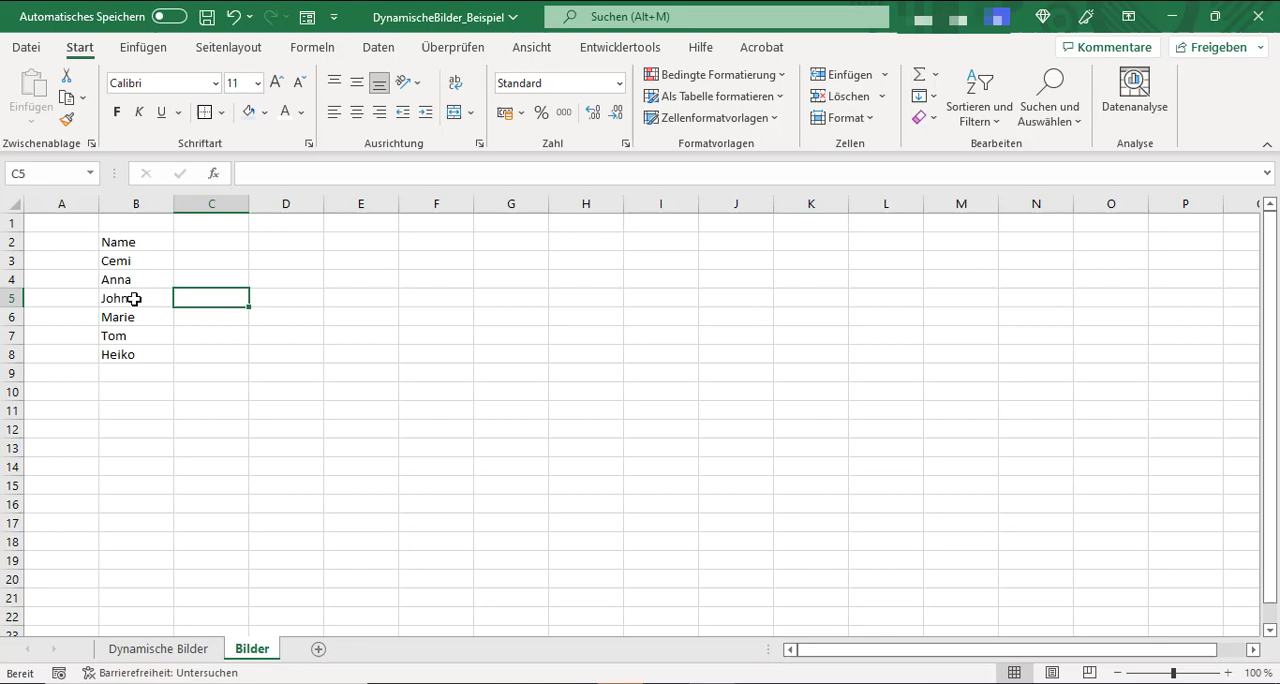 Automatisches Speichern DynamischeBilder_Beispiel Suchen (Alt+M)
Datei Start Einfügen Seitenlayout Formeln Daten Überprüfen Ansicht Entwicklertools Hilfe Acrobat Kommentare Freigeben
Einfügen
Calibri 11
F K U A
Standard
% 000
Bedingte Formatierung
Als Tabelle formatieren
Zellenformatvorlagen
Einfügen
Löschen
Format
Sortieren und Filtern
Suchen und Auswählen
Datenanalyse
Zwischenablage Schriftart Ausrichtung Zahl Formatvorlagen Zellen Bearbeiten Analyse
C5 fx
A B C D E F G H I J K L M N O P
1
2 Name
3 Cemi
4 Anna
5 John
6 Marie
7 Tom
8 Heiko
9
10
11
12
13
14
15
16
17
18
19
20
21
22
23
Dynamische Bilder Bilder
Bereit Barrierefreiheit: Untersuchen 100 %